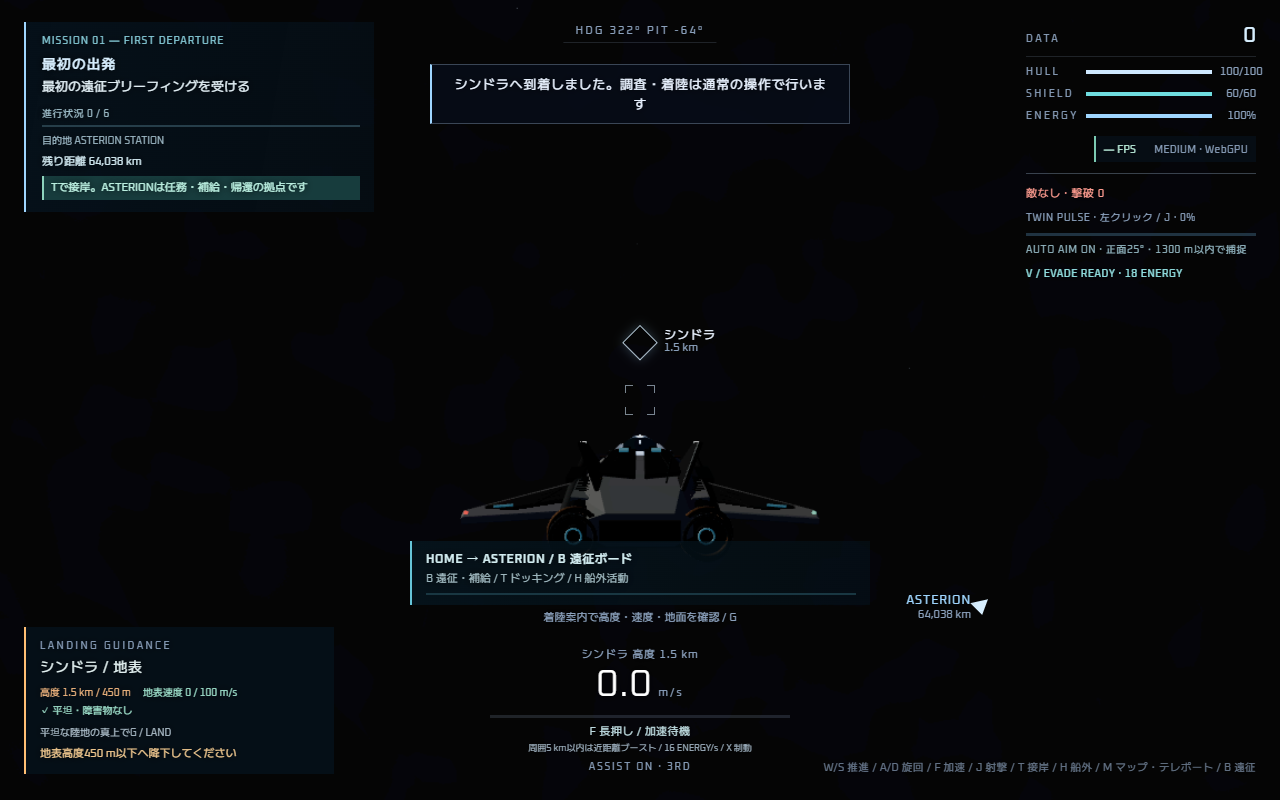 MISSION 01 — FIRST DEPARTURE
最初の出発
最初の遠征ブリーフィングを受ける
進行状況 0 / 6
目的地 ASTERION STATION
残り距離 64,038 km
Tで接岸。ASTERIONは任務・補給・帰還の拠点です
HDG 322° PIT -64°
シンドラへ到着しました。調査・着陸は通常の操作で行いま
す
DATA 0
HULL 100/100
SHIELD 60/60
ENERGY 100%
— FPS MEDIUM · WebGPU
敵なし・撃破 0
TWIN PULSE · 左クリック / J · 0%
AUTO AIM ON · 正面25° · 1300 m以内で捕捉
V / EVADE READY · 18 ENERGY
シンドラ
1.5 km
HOME → ASTERION / B 遠征ボード
B 遠征・補給 / T ドッキング / H 船外活動
着陸案内で高度・速度・地面を確認 / G
ASTERION
64,038 km
シンドラ 高度 1.5 km
0.0 m/s
F 長押し / 加速待機
周囲5 km以内は近距離ブースト / 16 ENERGY/s / X 制動
ASSIST ON · 3RD
LANDING GUIDANCE
シンドラ / 地表
高度 1.5 km / 450 m 地表速度 0 / 100 m/s
✓ 平坦・障害物なし
平坦な陸地の真上でG / LAND
地表高度450 m以下へ降下してください
W/S 推進 / A/D 旋回 / F 加速 / J 射撃 / T 接岸 / H 船外 / M マップ・テレポート / B 遠征